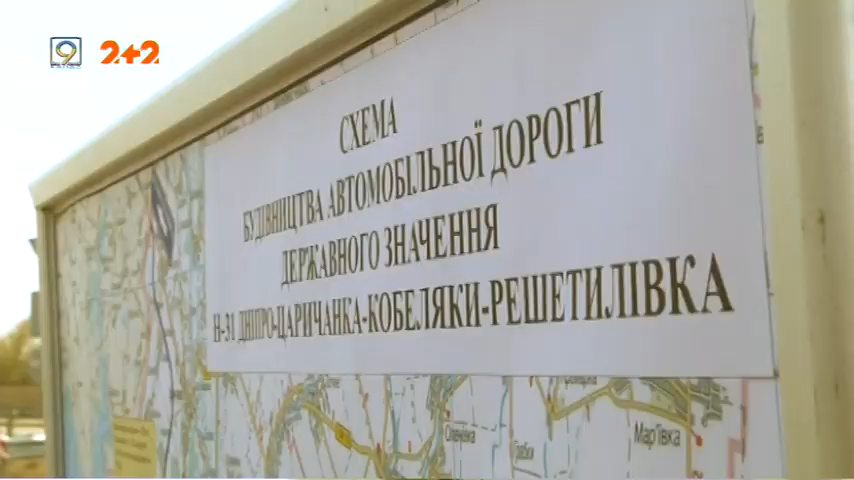 9 2+2
СХЕМА
БУДІВНИЦТВА АВТОМОБІЛЬНОЇ ДОРОГИ
ДЕРЖАВНОГО ЗНАЧЕННЯ
Н-31 ДНІПРО-ЦАРИЧАНКА-КОБЕЛЯКИ-РЕШЕТИЛІВКА
Мар'ївка